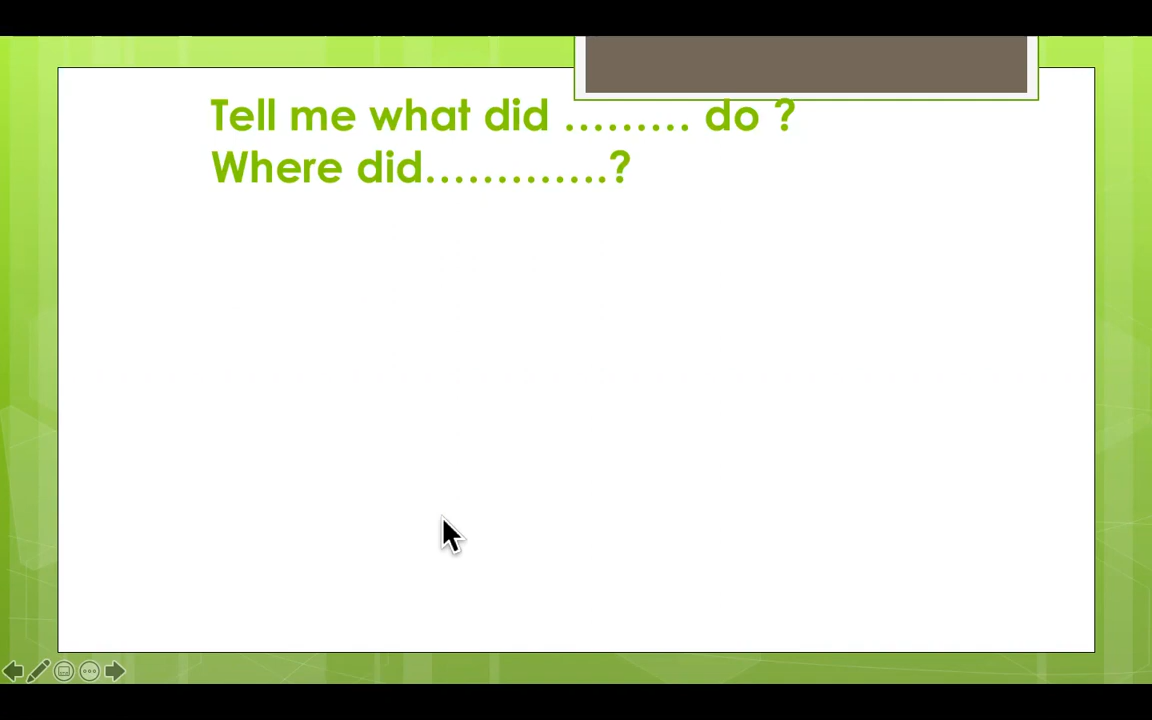 Tell me what did ……… do ?
Where did………….?